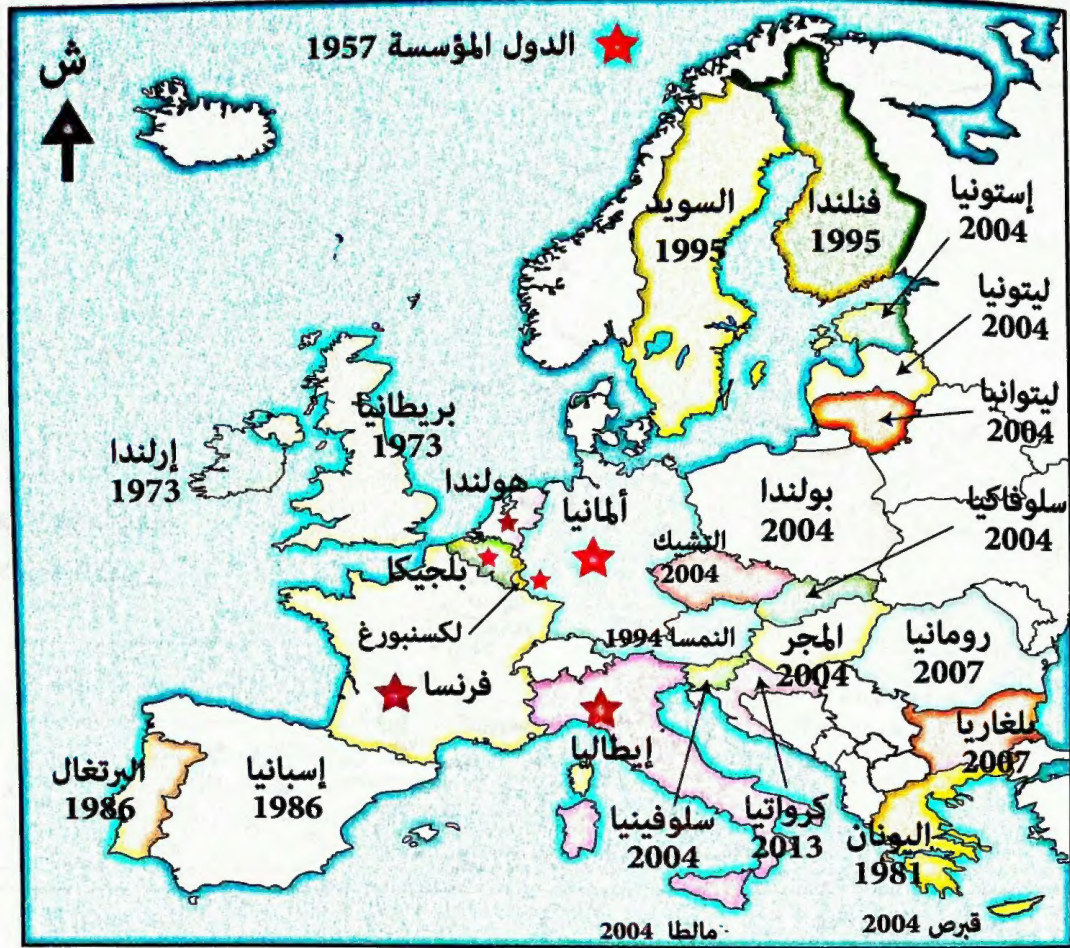 الدول المؤسسة 1957
ش
السويد
1995
فنلندا
1995
إستونيا
2004
ليتونيا
2004
ليتوانيا
2004
بريطانيا
1973
إرلندا
1973
هولندا
ألمانيا
بولندا
2004
سلوفاكيا
2004
التشيك
2004
بلجيكا
لكسنبورغ
النمسا 1994
المجر
2004
رومانيا
2007
فرنسا
إيطاليا
بلغاريا
2007
البرتغال
1986
إسبانيا
1986
سلوفينيا
2004
كرواتيا
2013
اليونان
1981
مالطا 2004
قبرص 2004